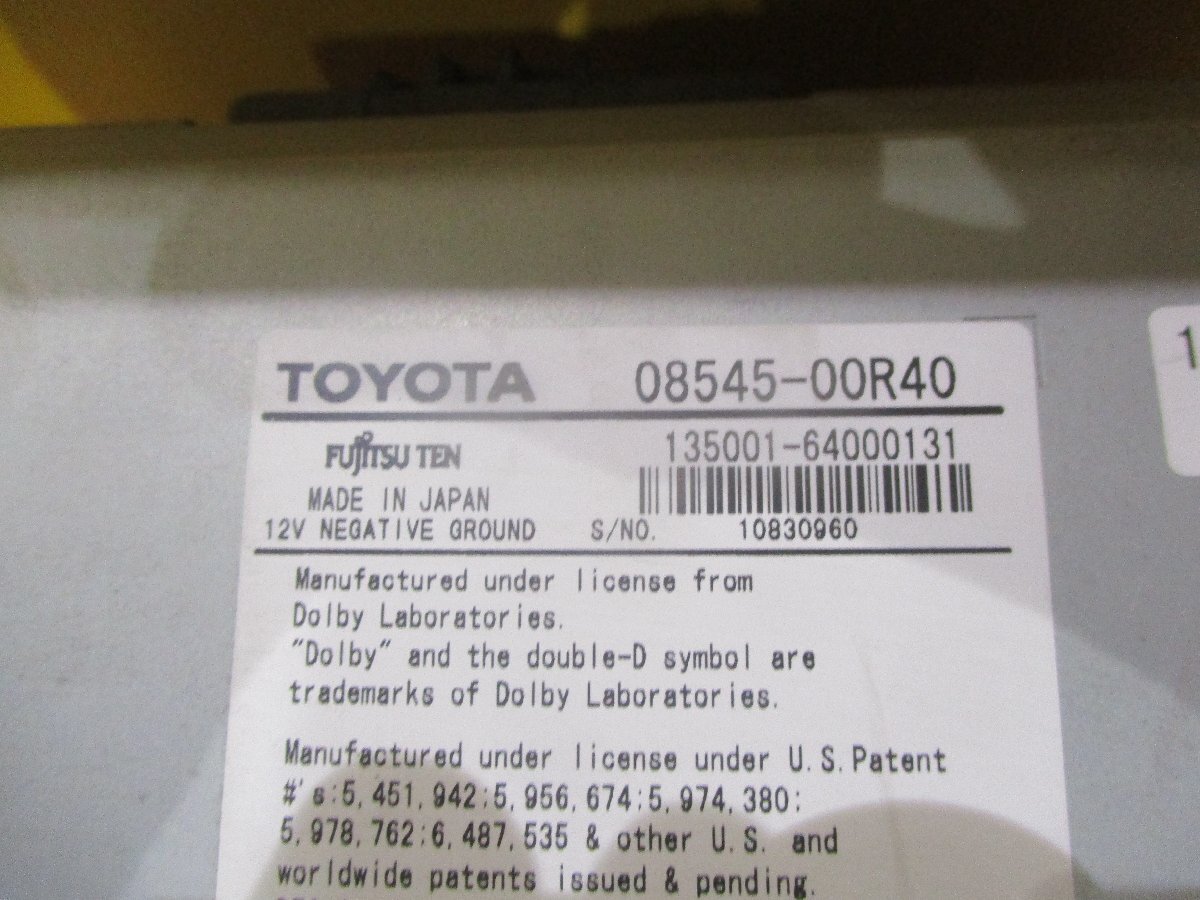 TOYOTA 08545-00R40
FUJITSU TEN 135001-64000131
MADE IN JAPAN
12V NEGATIVE GROUND S/NO. 10830960
Manufactured under license from
Dolby Laboratories.
"Dolby" and the double-D symbol are
trademarks of Dolby Laboratories.
Manufactured under license under U.S.Patent
#'s:5,451,942;5,956,674;5,974,380;
5,978,762;6,487,535 & other U.S. and
worldwide patents issued & pending.
1